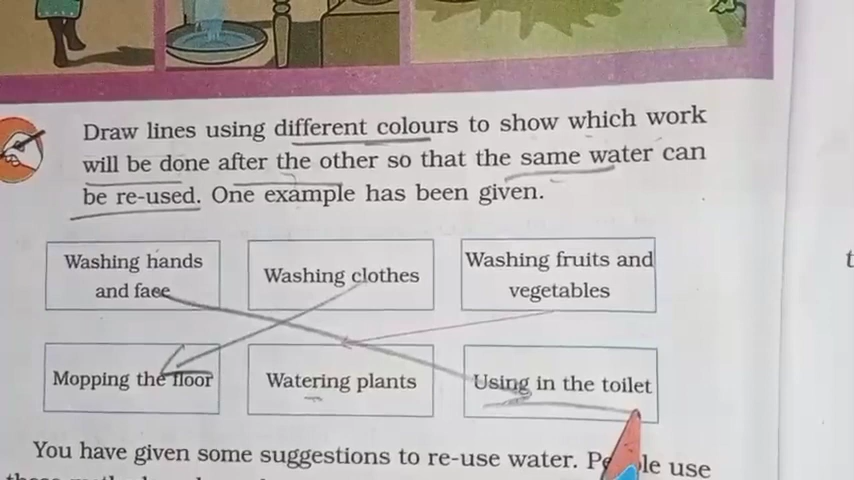 Draw lines using different colours to show which work
will be done after the other so that the same water can
be re-used. One example has been given.
Washing hands
and face
Washing clothes
Washing fruits and
vegetables
Mopping the floor
Watering plants
Using in the toilet
You have given some suggestions to re-use water. People use